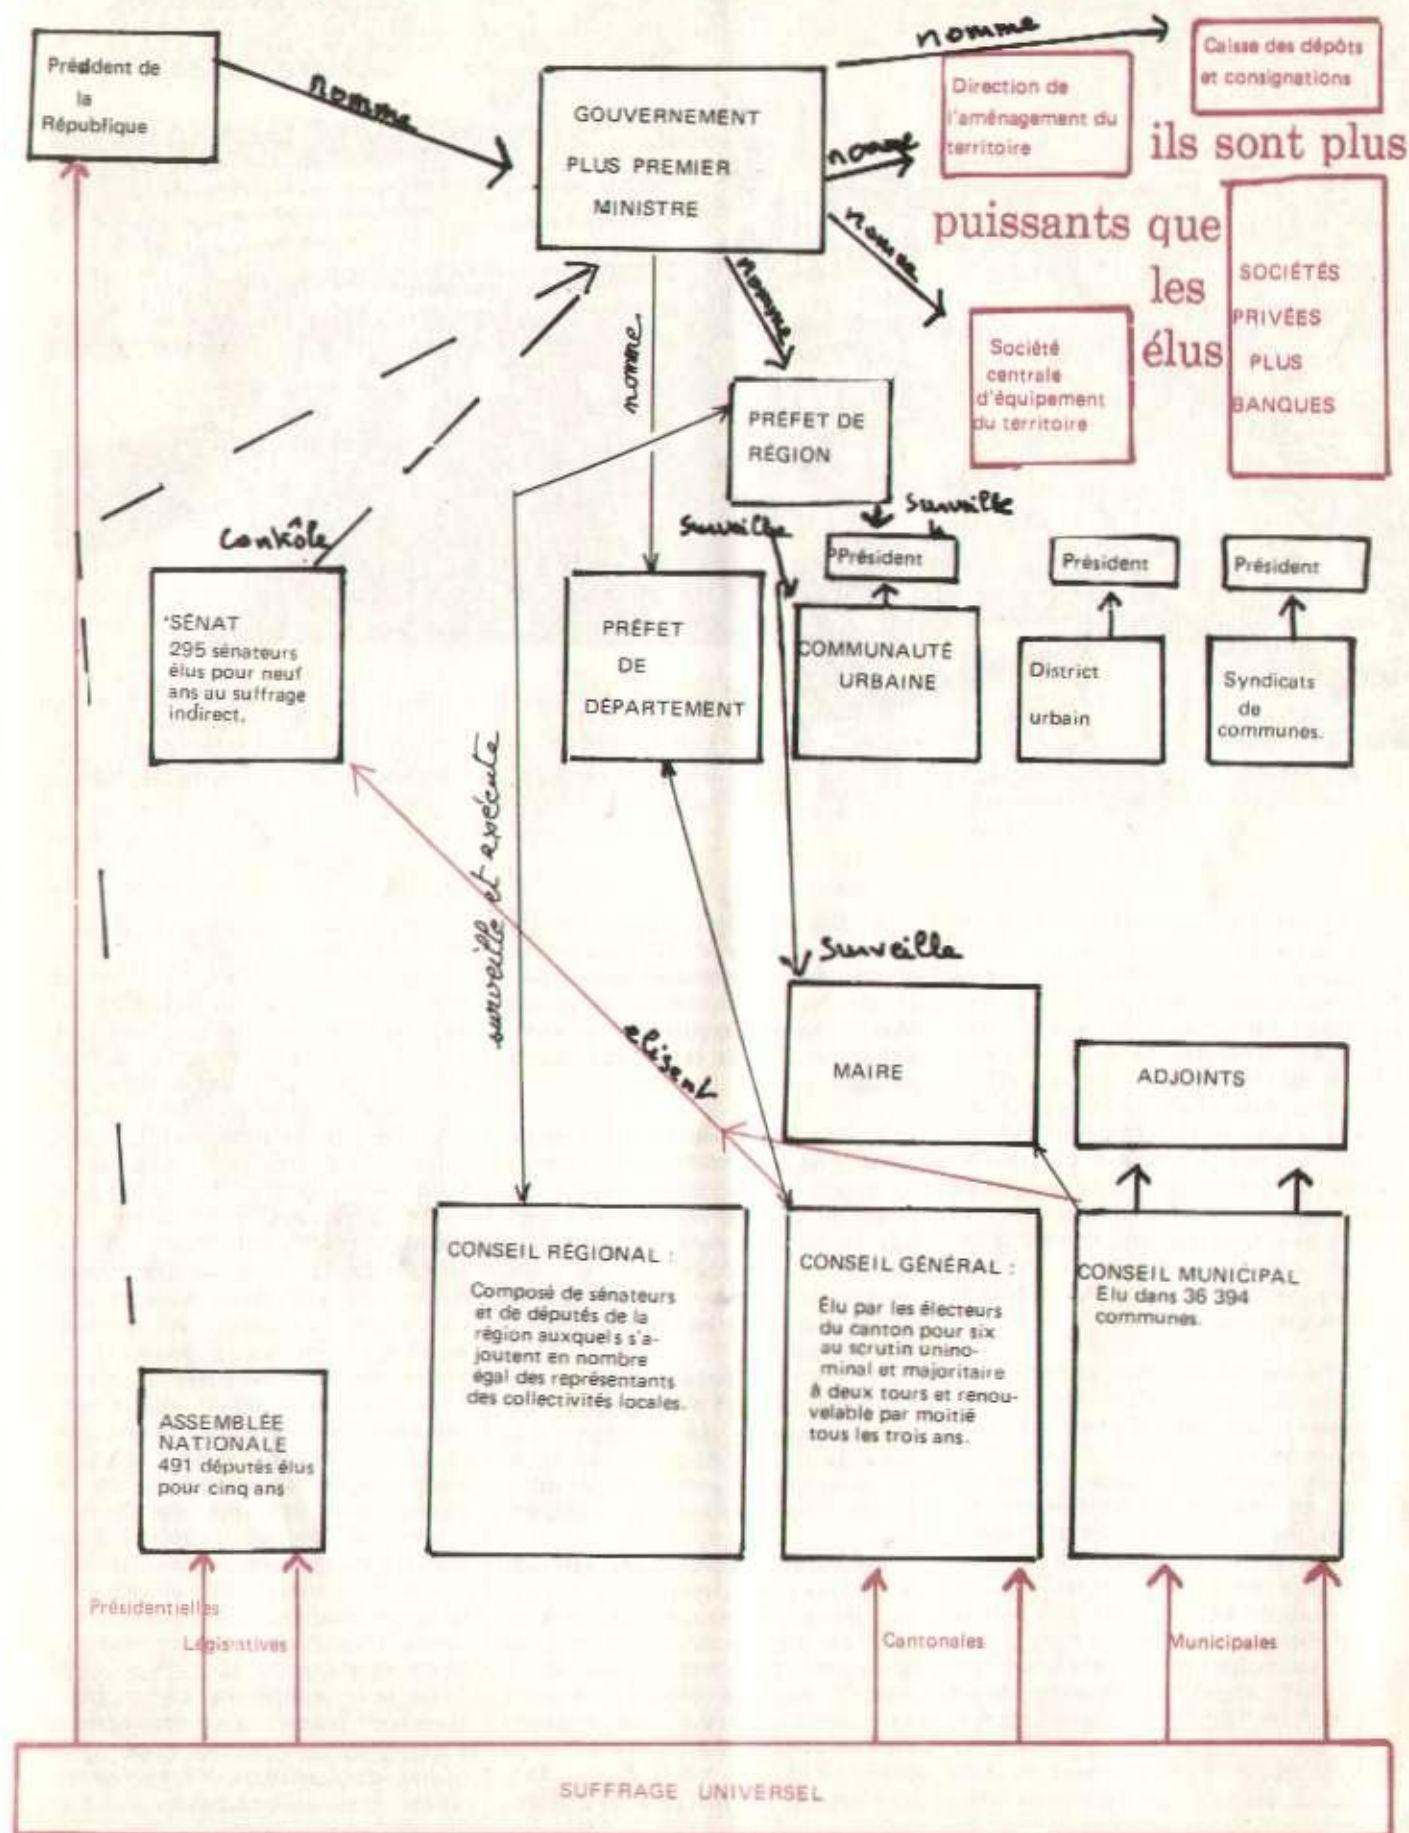 nomme
Président de
la
République
nomme
GOUVERNEMENT
PLUS PREMIER
MINISTRE
nomme
nomme
nomme
nomme
Caisse des dépôts
et consignations
Direction de
l'aménagement du
territoire
ils sont plus
puissants que
les
élus
SOCIÉTÉS
PRIVÉES
PLUS
BANQUES
Société
centrale
d'équipement
du territoire
PRÉFET DE
RÉGION
surveille
surveille
PPrésident
Président
Président
contrôle
SÉNAT
295 sénateurs
élus pour neuf
ans au suffrage
indirect.
PRÉFET
DE
DÉPARTEMENT
COMMUNAUTÉ
URBAINE
District
urbain
Syndicats
de
communes.
surveille et exécute
surveille
élisent
MAIRE
ADJOINTS
CONSEIL RÉGIONAL :
Composé de sénateurs
et de députés de la
région auxquels s'a-
joutent en nombre
égal des représentants
des collectivités locales.
CONSEIL GÉNÉRAL :
Élu par les électeurs
du canton pour six
au scrutin unino-
minal et majoritaire
à deux tours et renou-
velable par moitié
tous les trois ans.
CONSEIL MUNICIPAL
Elu dans 36 394
communes.
ASSEMBLÉE
NATIONALE
491 députés élus
pour cinq ans
Présidentielles
Législatives
Cantonales
Municipales
SUFFRAGE UNIVERSEL